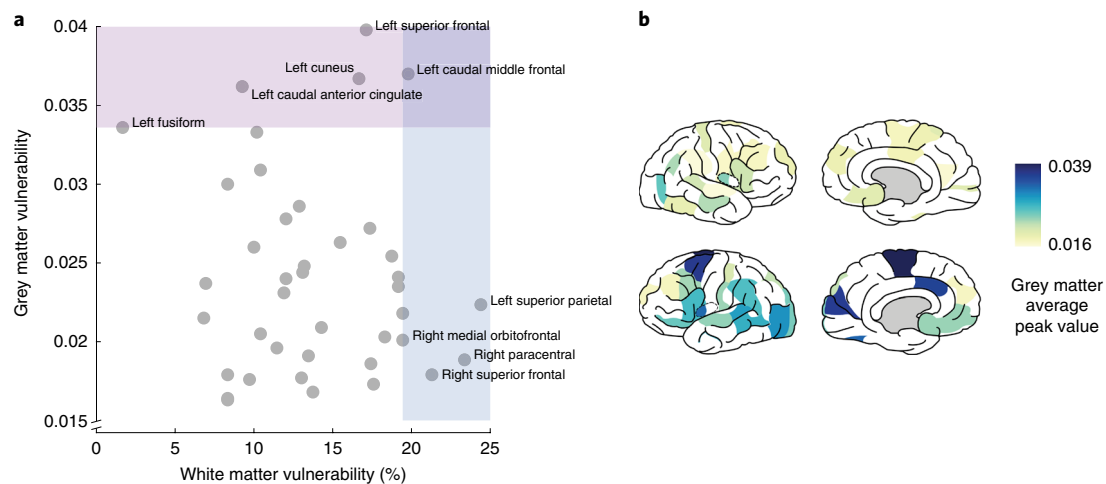 a
b
0.04
0.035
0.03
0.025
0.02
0.015
Grey matter vulnerability
Left superior frontal
Left cuneus
Left caudal middle frontal
Left caudal anterior cingulate
Left fusiform
Left superior parietal
Right medial orbitofrontal
Right paracentral
Right superior frontal
0 5 10 15 20 25
White matter vulnerability (%)
0.039
0.016
Grey matter
average
peak value